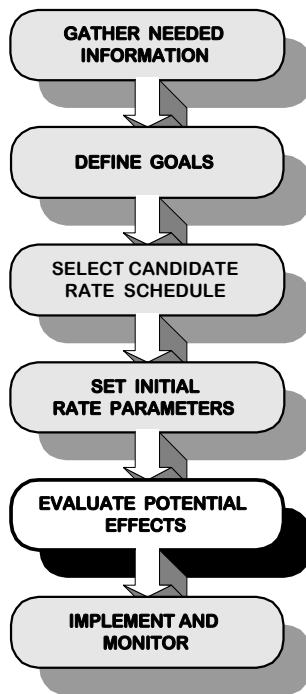 GATHER NEEDED
INFORMATION
DEFINE GOALS
SELECT CANDIDATE
RATE SCHEDULE
SET INITIAL
RATE PARAMETERS
EVALUATE POTENTIAL
EFFECTS
IMPLEMENT AND
MONITOR